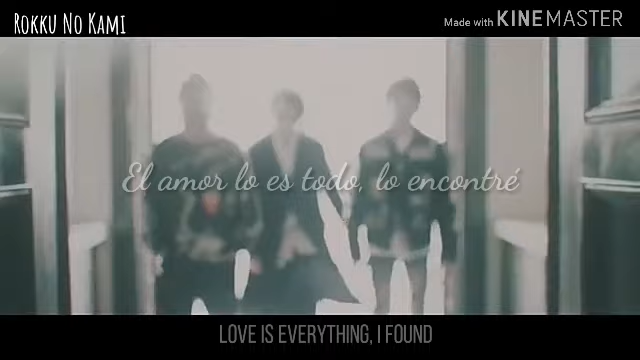 Rokku No Kami
Made with KINEMASTER
El amor lo es todo, lo encontré
LOVE IS EVERYTHING, I FOUND